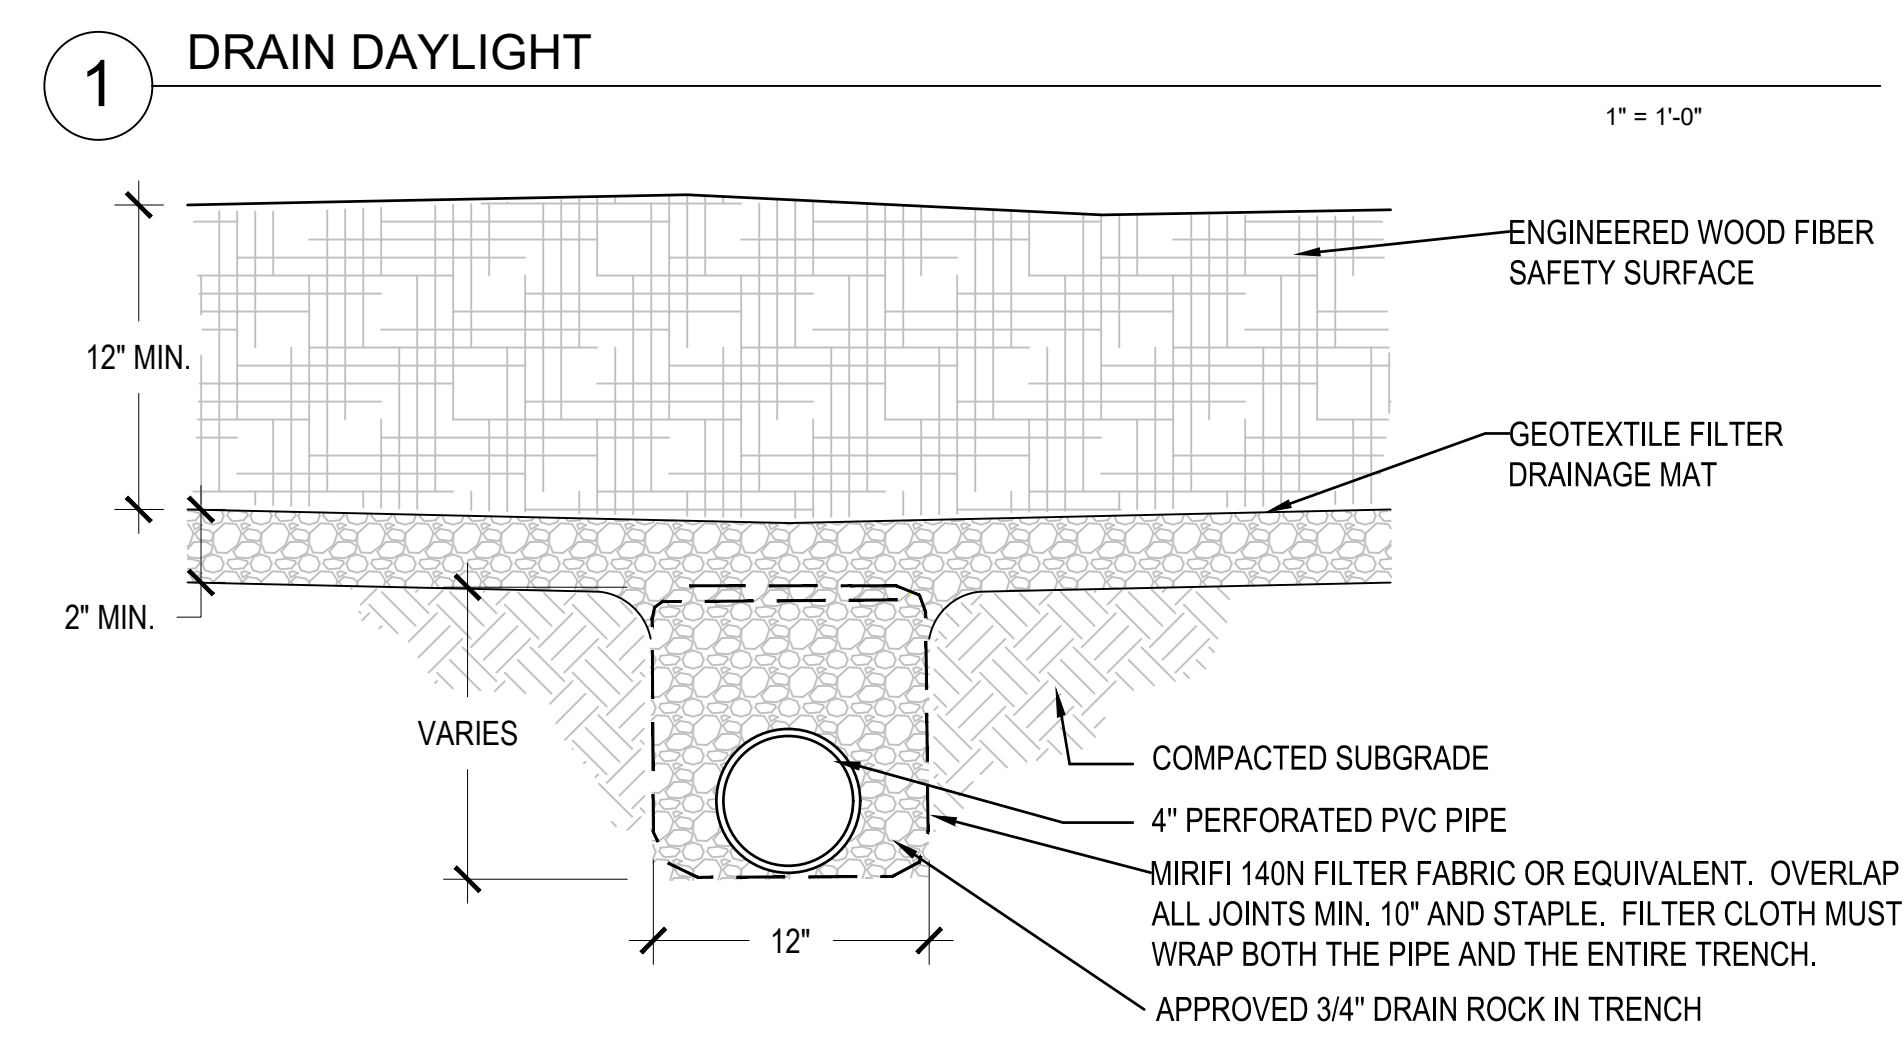 1
DRAIN DAYLIGHT
1" = 1'-0"
ENGINEERED WOOD FIBER
SAFETY SURFACE
12" MIN.
GEOTEXTILE FILTER
DRAINAGE MAT
2" MIN.
VARIES
COMPACTED SUBGRADE
4" PERFORATED PVC PIPE
MIRIFI 140N FILTER FABRIC OR EQUIVALENT. OVERLAP
ALL JOINTS MIN. 10" AND STAPLE. FILTER CLOTH MUST
WRAP BOTH THE PIPE AND THE ENTIRE TRENCH.
12"
APPROVED 3/4" DRAIN ROCK IN TRENCH